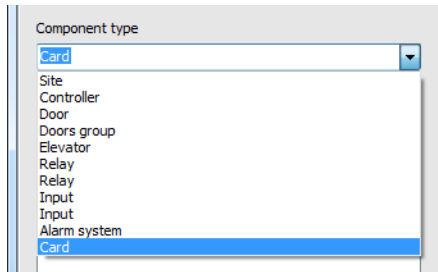 Component type
Card
Site
Controller
Door
Doors group
Elevator
Relay
Relay
Input
Input
Alarm system
Card